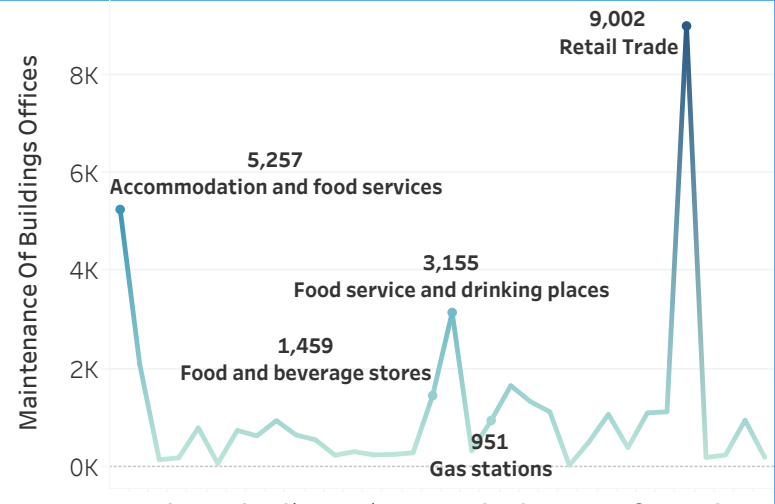 9,002
Retail Trade
8K
5,257
Accommodation and food services
6K
3,155
Food service and drinking places
4K
1,459
Food and beverage stores
2K
951
Gas stations
0K
Maintenance Of Buildings Offices